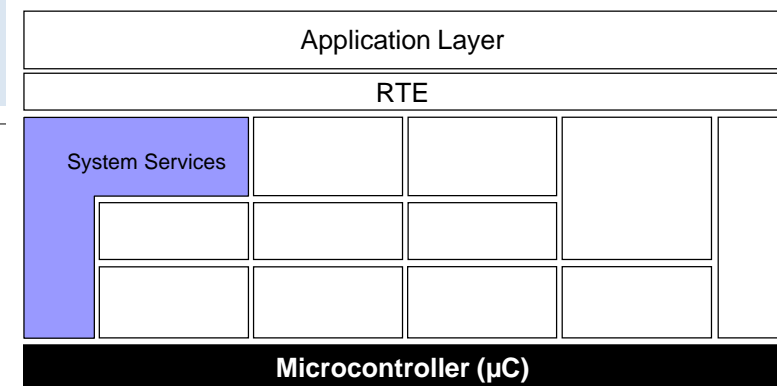 Application Layer
RTE
System Services
Microcontroller (µC)